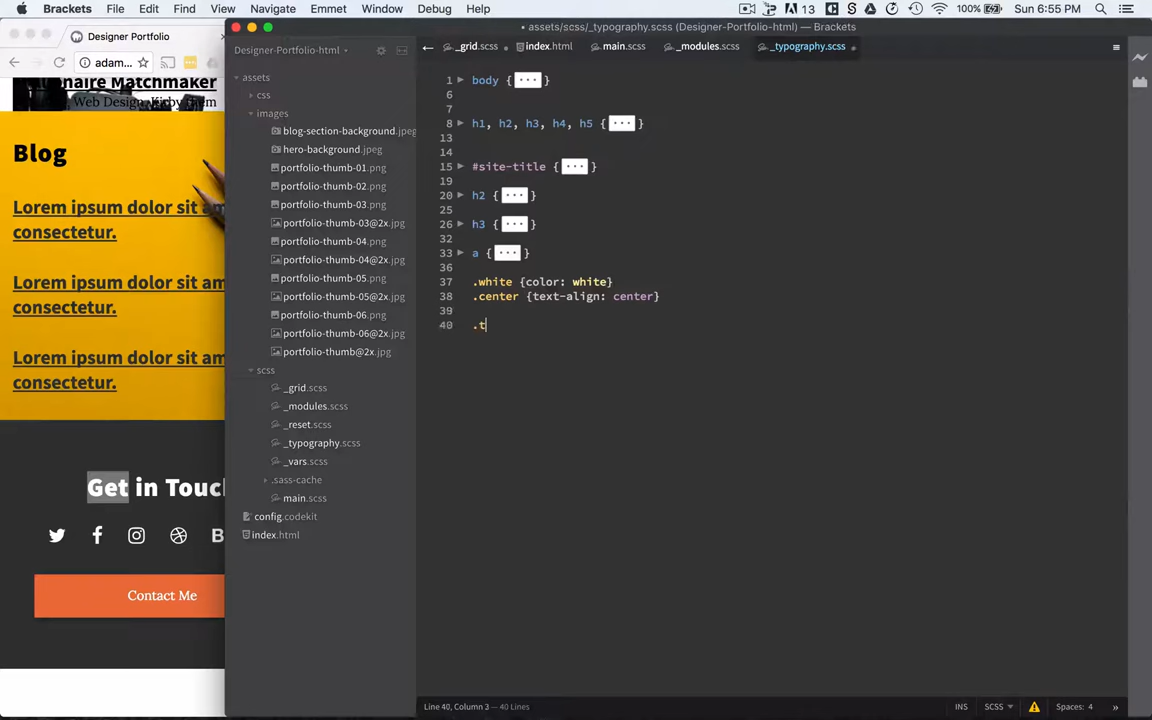 Brackets File Edit Find View Navigate Emmet Window Debug Help 13 100% Sun 6:55 PM
Designer Portfolio
assets/scss/_typography.scss (Designer-Portfolio-html) — Brackets
adam...
Designer-Portfolio-html
_grid.scss
index.html
main.scss
_modules.scss
_typography.scss
Matchmaker
Web Design, Kirby them
Blog
Lorem ipsum dolor sit am
consectetur.
Lorem ipsum dolor sit am
consectetur.
Lorem ipsum dolor sit am
consectetur.
Get in Touch
Contact Me
assets
css
images
blog-section-background.jpeg
hero-background.jpeg
portfolio-thumb-01.png
portfolio-thumb-02.png
portfolio-thumb-03.png
portfolio-thumb-03@2x.jpg
portfolio-thumb-04.png
portfolio-thumb-04@2x.jpg
portfolio-thumb-05.png
portfolio-thumb-05@2x.jpg
portfolio-thumb-06.png
portfolio-thumb-06@2x.jpg
portfolio-thumb@2x.jpg
scss
_grid.scss
_modules.scss
_reset.scss
_typography.scss
_vars.scss
.sass-cache
main.scss
config.codekit
index.html
1 body {...}
6
7
8 h1, h2, h3, h4, h5 {...}
13
14
15 #site-title {...}
19
20 h2 {...}
25
26 h3 {...}
32
33 a {...}
36
37 .white {color: white}
38 .center {text-align: center}
39
40 .t
Line 40, Column 3 — 40 Lines
INS SCSS Spaces: 4